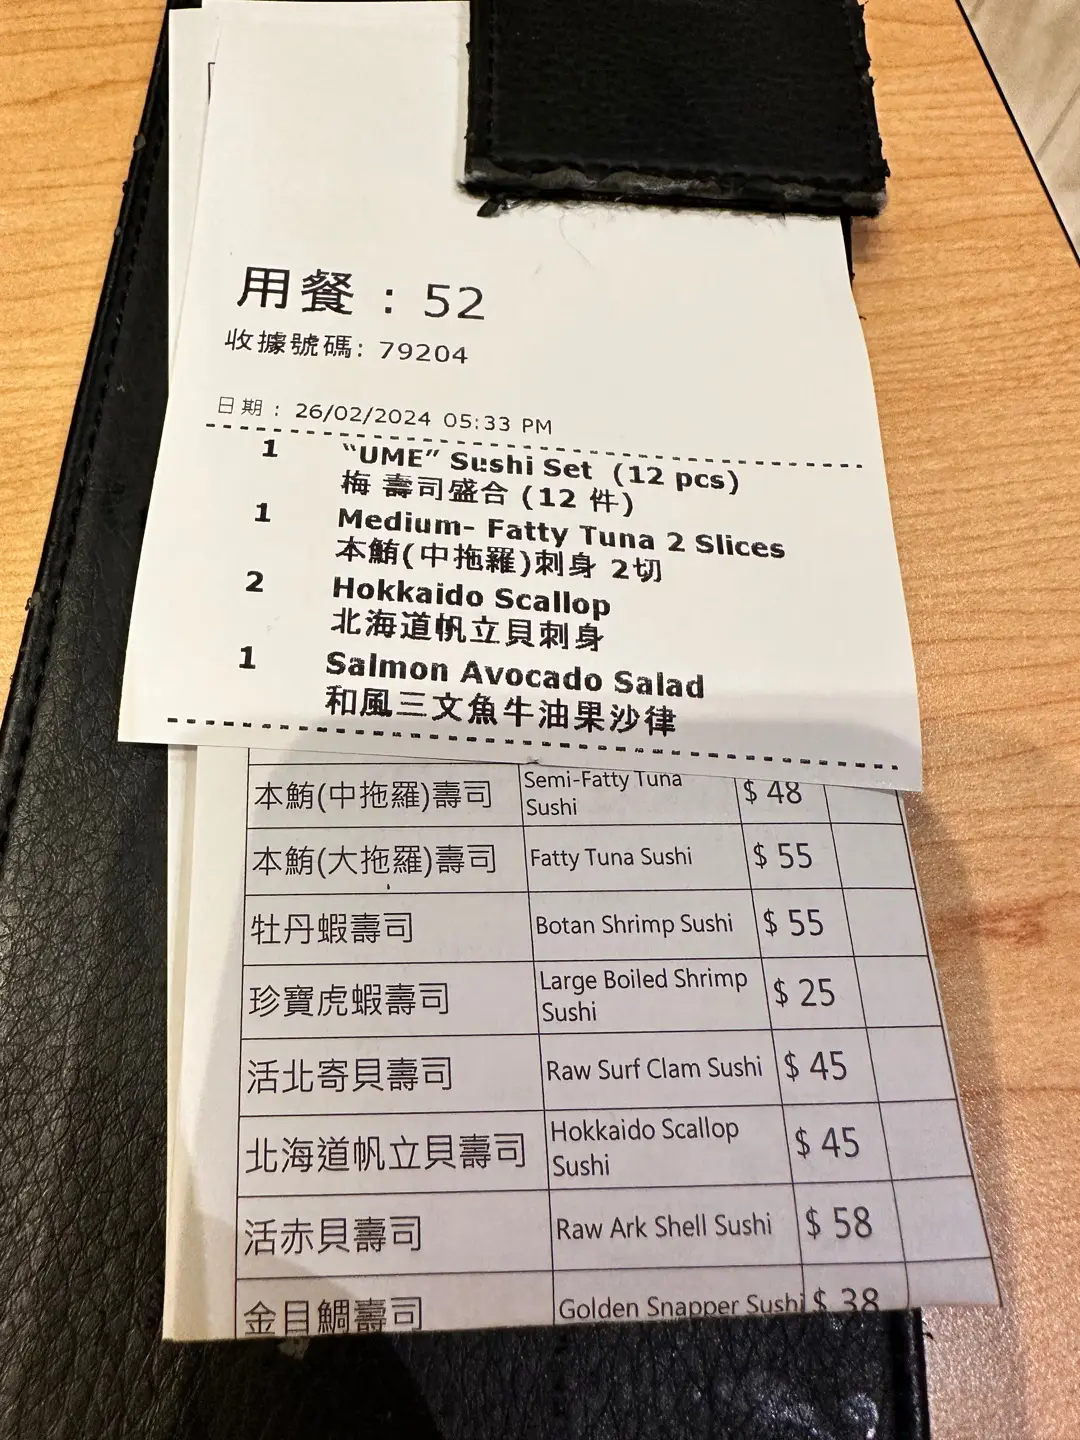 用餐 : 52
收據號碼: 79204
日期 : 26/02/2024 05:33 PM
1 “UME” Sushi Set (12 pcs)
梅 壽司盛合 (12 件)
1 Medium- Fatty Tuna 2 Slices
本鮪(中拖羅)刺身 2切
2 Hokkaido Scallop
北海道帆立貝刺身
1 Salmon Avocado Salad
和風三文魚牛油果沙律
本鮪(中拖羅)壽司 Semi-Fatty Tuna Sushi $ 48
本鮪(大拖羅)壽司 Fatty Tuna Sushi $ 55
牡丹蝦壽司 Botan Shrimp Sushi $ 55
珍寶虎蝦壽司 Large Boiled Shrimp Sushi $ 25
活北寄貝壽司 Raw Surf Clam Sushi $ 45
北海道帆立貝壽司 Hokkaido Scallop Sushi $ 45
活赤貝壽司 Raw Ark Shell Sushi $ 58
金目鯛壽司 Golden Snapper Sushi $ 38